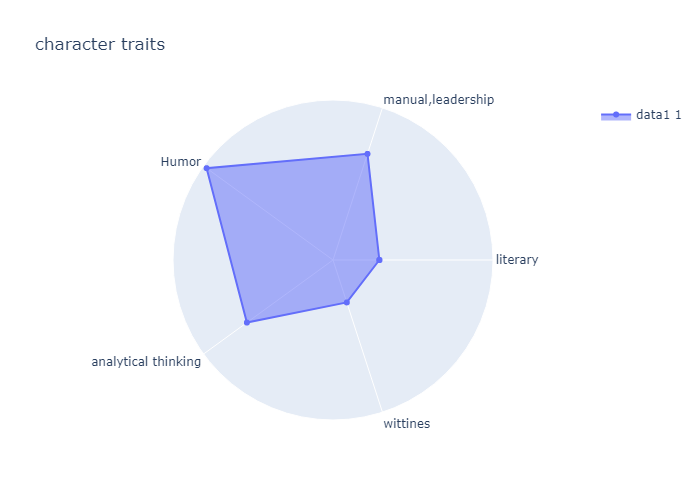 character traits
manual,leadership
data1 1
Humor
literary
analytical thinking
wittines